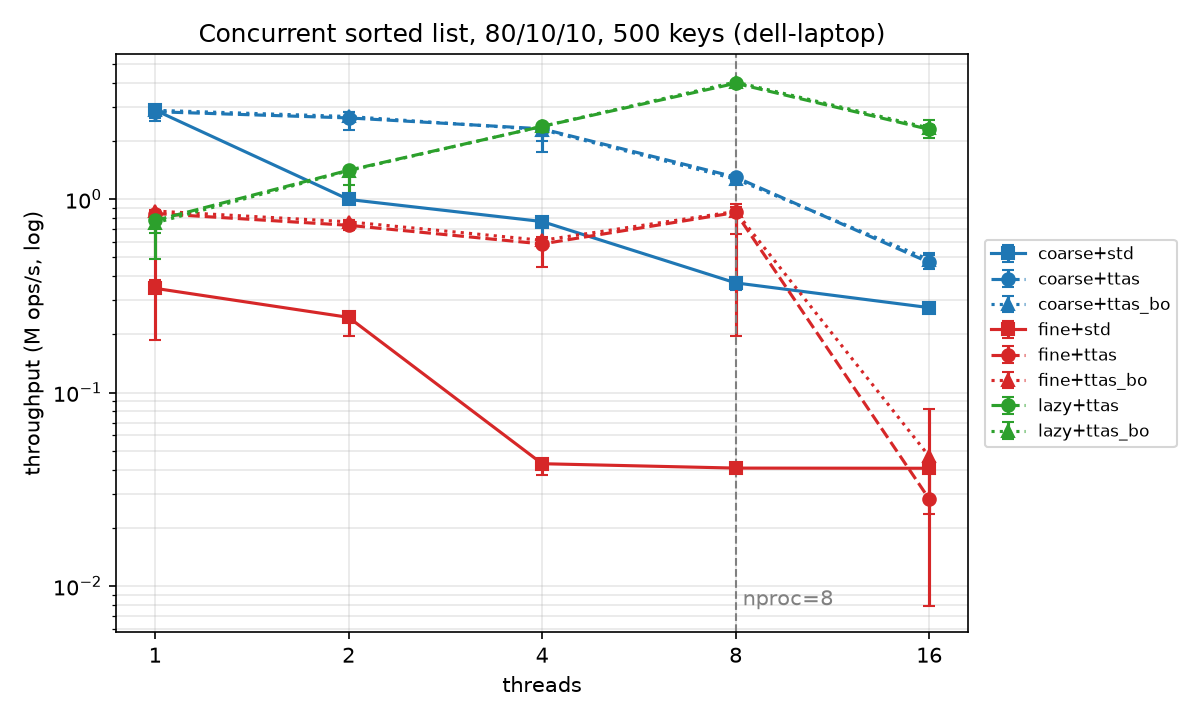 Concurrent sorted list, 80/10/10, 500 keys (dell-laptop)
throughput (M ops/s, log)
10⁰
10⁻¹
10⁻²
nproc=8
1 2 4 8 16
threads
coarse+std
coarse+ttas
coarse+ttas_bo
fine+std
fine+ttas
fine+ttas_bo
lazy+ttas
lazy+ttas_bo